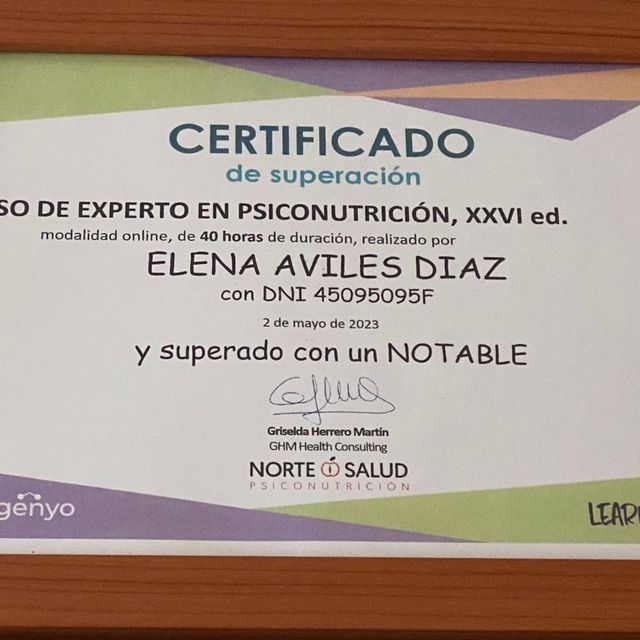 CERTIFICADO
de superación
SO DE EXPERTO EN PSICONUTRICIÓN, XXVI ed.
modalidad online, de 40 horas de duración, realizado por
ELENA AVILES DIAZ
con DNI 45095095F
2 de mayo de 2023
y superado con un NOTABLE
Griselda Herrero Martín
GHM Health Consulting
NORTE SALUD
PSICONUTRICIÓN
genyo
LEAR